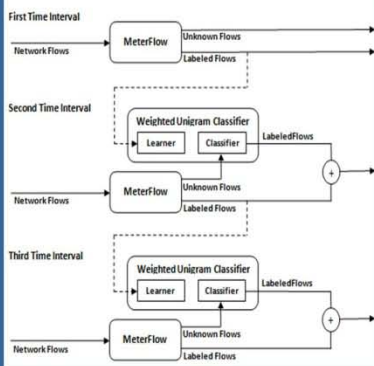 First Time Interval
MeterFlow
Unknown Flows
Network Flows
Labeled Flows
Second Time Interval
Weighted Unigram Classifier
Learner
Classifier
LabeledFlows
+
MeterFlow
Unknown Flows
Network Flows
Labeled Flows
Third Time Interval
Weighted Unigram Classifier
Learner
Classifier
LabeledFlows
+
MeterFlow
Unknown Flows
Network Flows
Labeled Flows